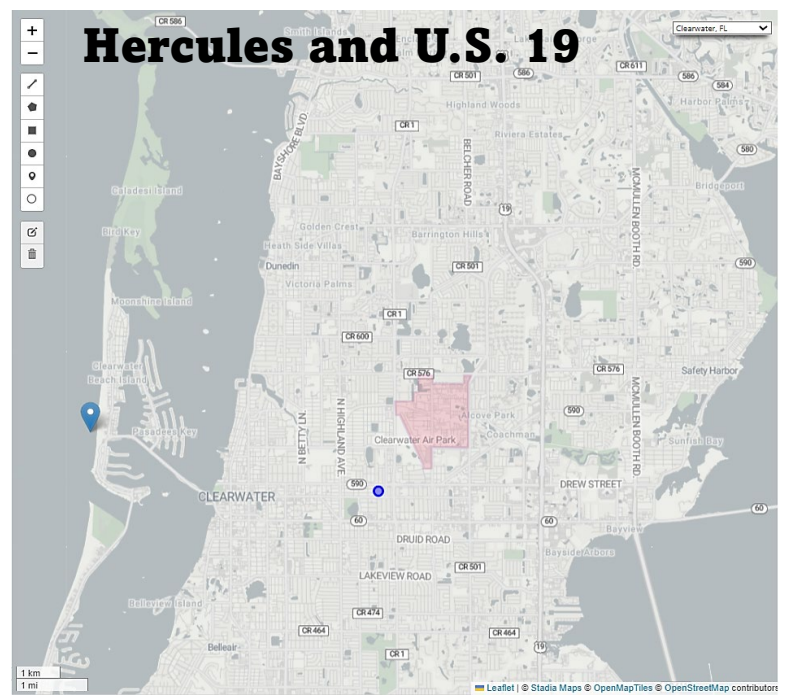 CR 586
Smith Islands
Hercules and U.S. 19
Clearwater, FL
+
−
CR 501
586
CR 611
586
584
Highland Woods
Harbor Palms
CR 1
Riviera Estates
BAYSHORE BLVD
BELCHER ROAD
580
MCMULLEN BOOTH RD
Bridgeport
Caladesi Island
19
Golden Crest
Bird Key
Barrington Hills
Heath Side Villas
Dunedin
CR 501
590
Victoria Palms
Moonshine Island
CR 1
CR 600
Clearwater
Beach Island
CR 576
CR 576
Safety Harbor
MCMULLEN BOOTH RD
N HIGHLAND AVE.
N BETTY LN.
590
Alcove Park
Pasadees Key
Clearwater Air Park
Coachman
Sunfish Bay
590
DREW STREET
CLEARWATER
60
60
60
Bayview
DRUID ROAD
Bayside Arbors
CR 501
LAKEVIEW ROAD
Belleview Island
CR 474
CR 464
CR 464
Belleair
19
CR 1
1 km
1 mi
Leaflet | © Stadia Maps © OpenMapTiles © OpenStreetMap contributors